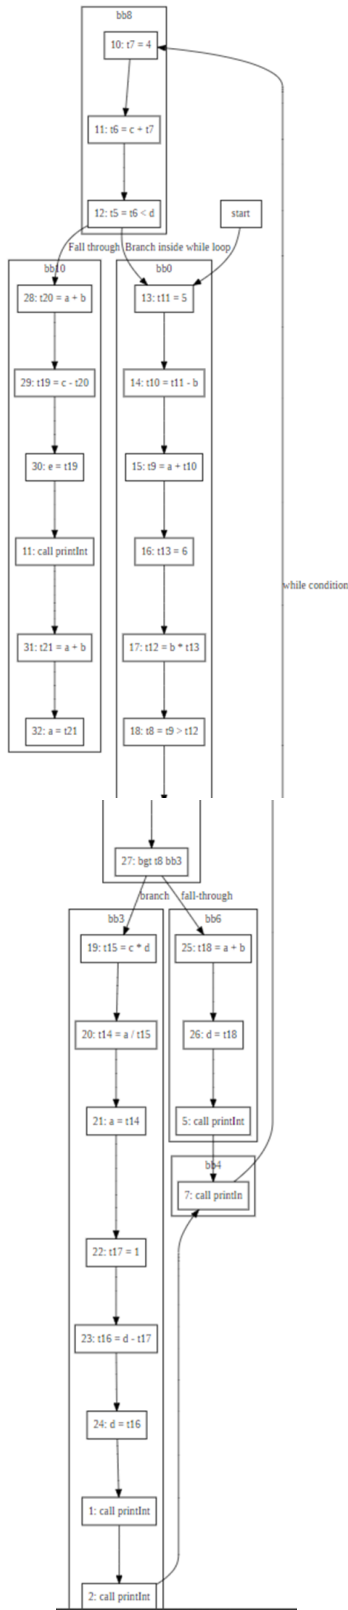 bb8
10: t7 = 4
11: t6 = c + t7
12: t5 = t6 < d
start
Fall through
Branch inside while loop
bb10
bb0
28: t20 = a + b
13: t11 = 5
29: t19 = c - t20
14: t10 = t11 - b
30: e = t19
15: t9 = a + t10
11: call printInt
16: t13 = 6
while condition
31: t21 = a + b
17: t12 = b * t13
32: a = t21
18: t8 = t9 > t12
27: bgt t8 bb3
branch
fall-through
bb3
bb6
19: t15 = c * d
25: t18 = a + b
20: t14 = a / t15
26: d = t18
21: a = t14
5: call printInt
bb4
7: call println
22: t17 = 1
23: t16 = d - t17
24: d = t16
1: call printInt
2: call printInt